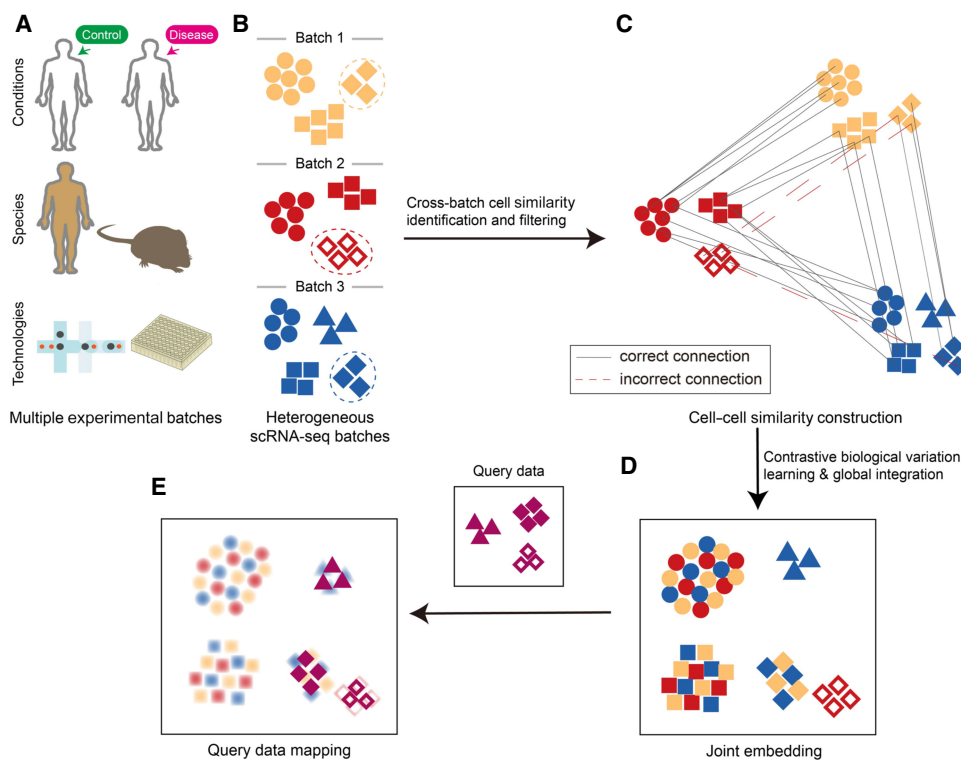 A
Control
Disease
Conditions
Species
Technologies
Multiple experimental batches
B
Batch 1
Batch 2
Batch 3
Heterogeneous
scRNA-seq batches
Cross-batch cell similarity
identification and filtering
C
correct connection
incorrect connection
Cell–cell similarity construction
Contrastive biological variation
learning & global integration
D
Joint embedding
Query data
E
Query data mapping